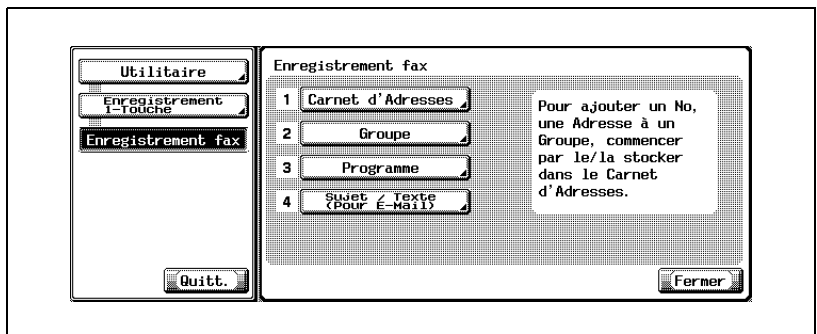 Utilitaire
Enregistrement
1-Touche
Enregistrement fax
Quitt.
Enregistrement fax
1 Carnet d'Adresses
2 Groupe
3 Programme
4 Sujet / Texte
(Pour E-Mail)
Pour ajouter un No,
une Adresse à un
Groupe, commencer
par le/la stocker
dans le Carnet
d'Adresses.
Fermer